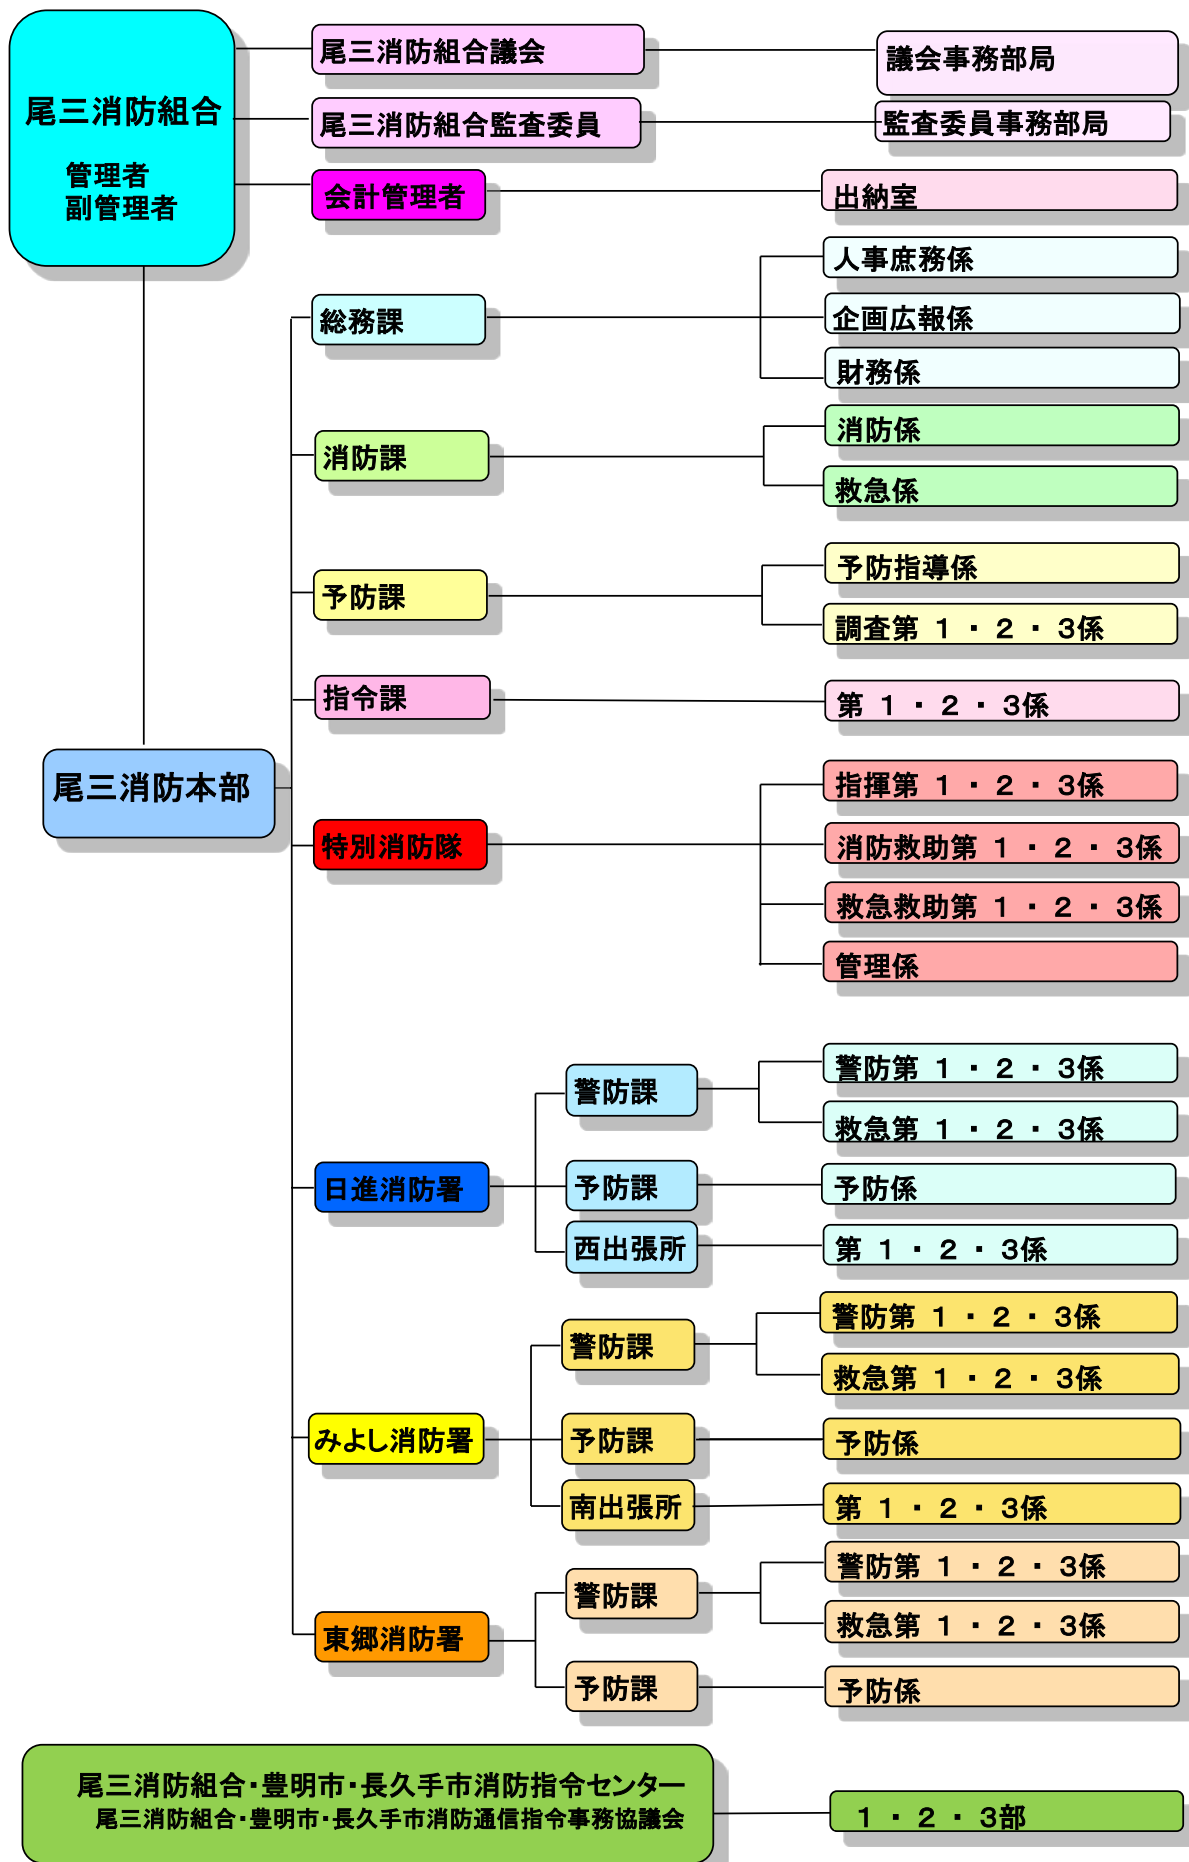 尾三消防組合
管理者
副管理者
尾三消防組合議会
議会事務部局
尾三消防組合監査委員
監査委員事務部局
会計管理者
出納室
総務課
人事庶務係
企画広報係
財務係
消防課
消防係
救急係
予防課
予防指導係
調査第 1 ・ 2 ・ 3係
指令課
第 1 ・ 2 ・ 3係
尾三消防本部
特別消防隊
指揮第 1 ・ 2 ・ 3係
消防救助第 1 ・ 2 ・ 3係
救急救助第 1 ・ 2 ・ 3係
管理係
日進消防署
警防課
警防第 1 ・ 2 ・ 3係
救急第 1 ・ 2 ・ 3係
予防課
予防係
西出張所
第 1 ・ 2 ・ 3係
みよし消防署
警防課
警防第 1 ・ 2 ・ 3係
救急第 1 ・ 2 ・ 3係
予防課
予防係
南出張所
第 1 ・ 2 ・ 3係
東郷消防署
警防課
警防第 1 ・ 2 ・ 3係
救急第 1 ・ 2 ・ 3係
予防課
予防係
尾三消防組合・豊明市・長久手市消防指令センター
尾三消防組合・豊明市・長久手市消防通信指令事務協議会
1 ・ 2 ・ 3部